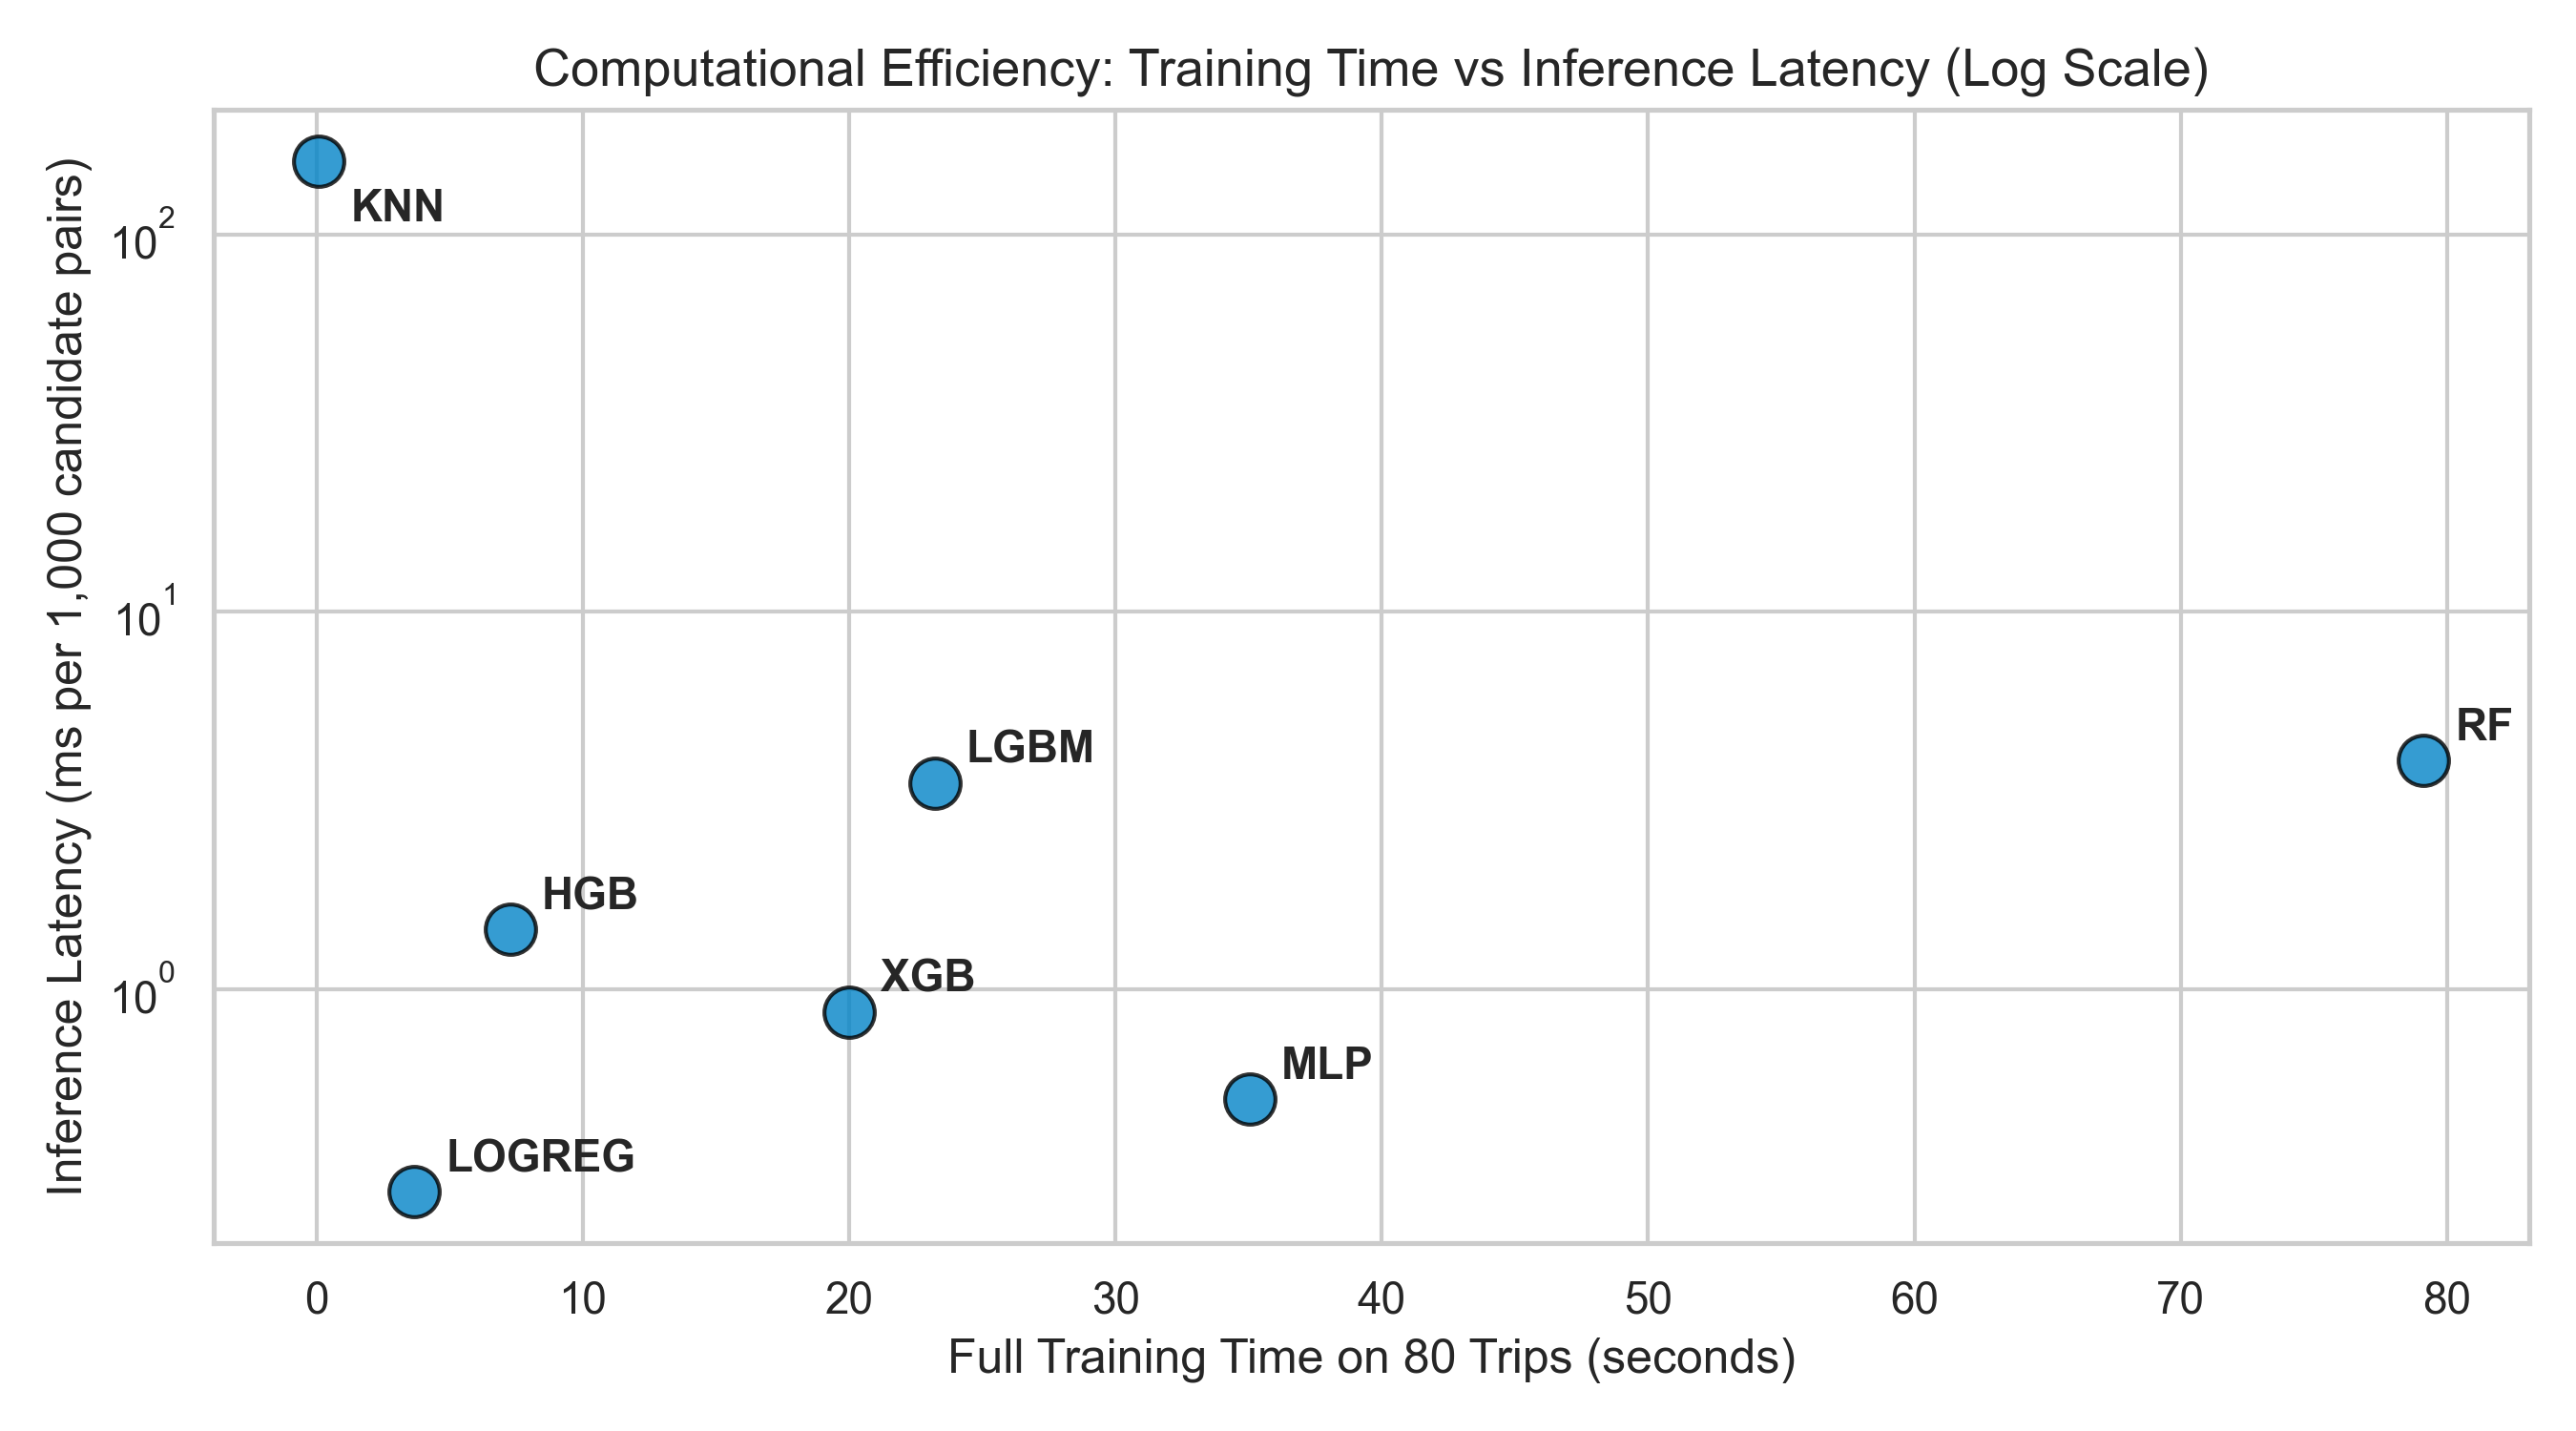 Computational Efficiency: Training Time vs Inference Latency (Log Scale)
Inference Latency (ms per 1,000 candidate pairs)
10²
10¹
10⁰
KNN
LGBM
RF
HGB
XGB
MLP
LOGREG
0 10 20 30 40 50 60 70 80
Full Training Time on 80 Trips (seconds)